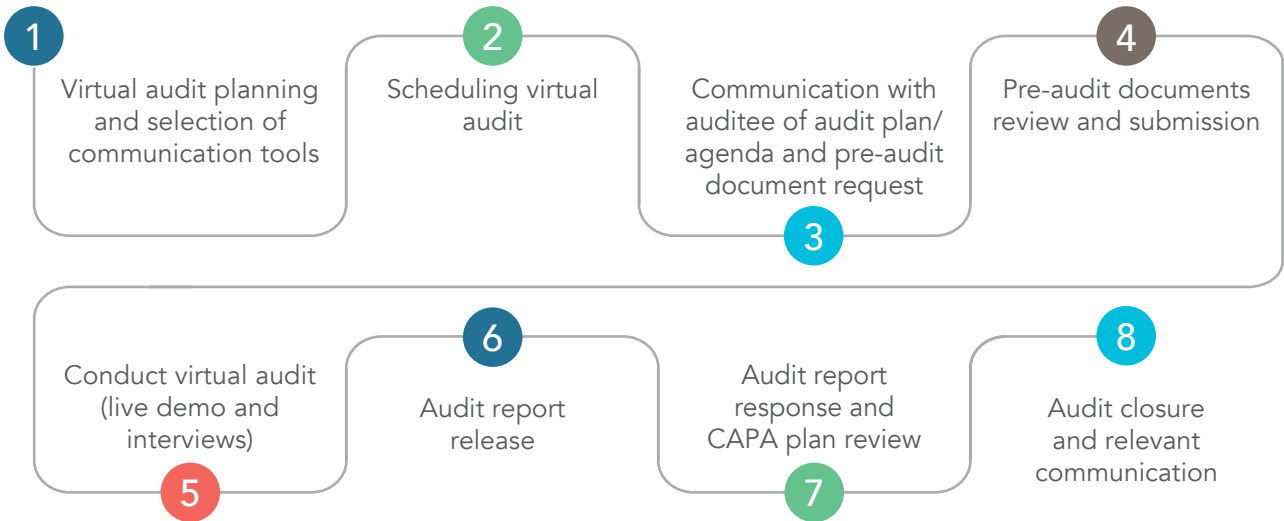 1
Virtual audit planning
and selection of
communication tools
2
Scheduling virtual
audit
Communication with
auditee of audit plan/
agenda and pre-audit
document request
3
4
Pre-audit documents
review and submission
Conduct virtual audit
(live demo and
interviews)
5
6
Audit report
release
Audit report
response and
CAPA plan review
7
8
Audit closure
and relevant
communication